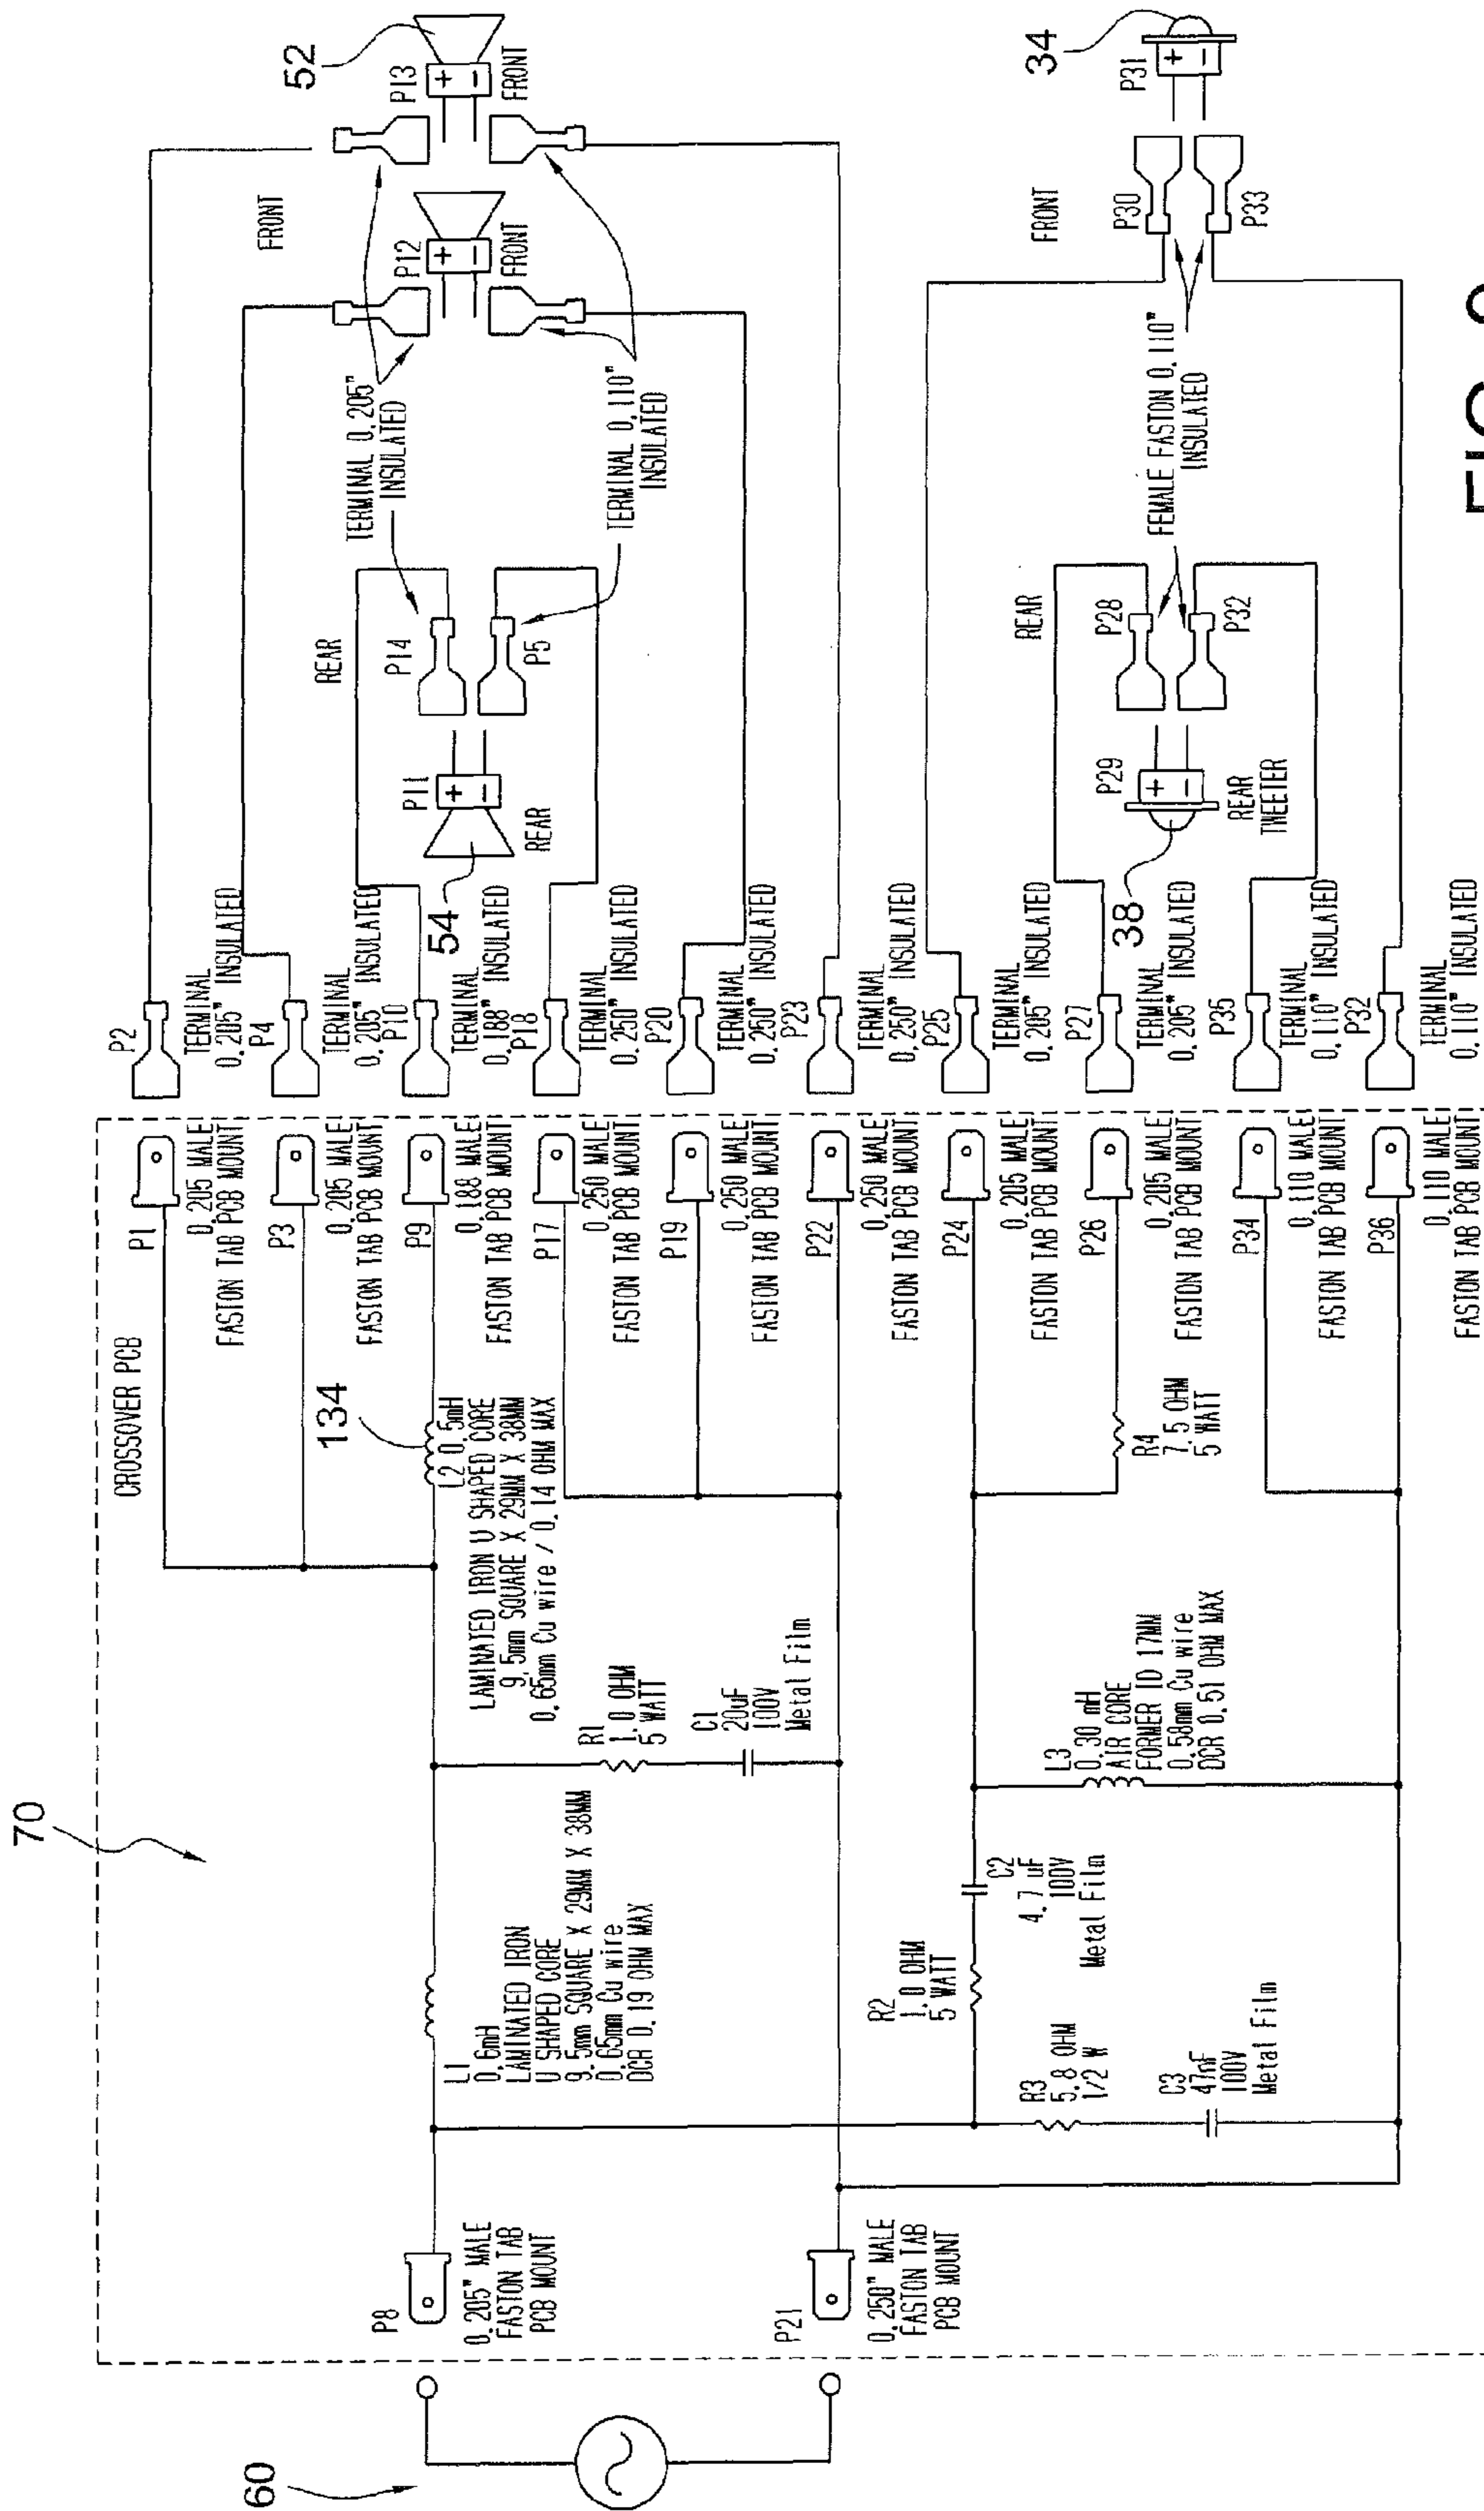 60
70
CROSSOVER PCB
P8
0.205" MALE
FASTON TAB
PCB MOUNT
P21
0.250" MALE
FASTON TAB
PCB MOUNT
L1
0.6mH
LAMINATED IRON
U SHAPED CORE
9.5mm SQUARE X 29MM X 38MM
0.65mm Cu wire
DCR 0.19 OHM MAX
R1
1.0 OHM
5 WATT
C1
20uF
100V
Metal Film
134
L2 0.5mH
LAMINATED IRON U SHAPED CORE
9.5mm SQUARE X 29MM X 38MM
0.65mm Cu wire / 0.14 OHM MAX
R2
1.0 OHM
5 WATT
C2
4.7 uF
100V
Metal Film
R3
5.8 OHM
1/2 W
C3
47nF
100V
Metal Film
L3
0.30 mH
AIR CORE
FORMER ID 17MM
0.58mm Cu wire
DCR 0.51 OHM MAX
R4
7.5 OHM
5 WATT
P1
0.205 MALE
FASTON TAB PCB MOUNT
P3
0.205 MALE
FASTON TAB PCB MOUNT
P9
0.188 MALE
FASTON TAB PCB MOUNT
P17
0.250 MALE
FASTON TAB PCB MOUNT
P19
0.250 MALE
FASTON TAB PCB MOUNT
P22
0.250 MALE
FASTON TAB PCB MOUNT
P24
0.205 MALE
FASTON TAB PCB MOUNT
P26
0.205 MALE
FASTON TAB PCB MOUNT
P34
0.110 MALE
FASTON TAB PCB MOUNT
P36
0.110 MALE
FASTON TAB PCB MOUNT
P2
TERMINAL
0.205" INSULATED
P4
TERMINAL
0.205" INSULATED
P10
TERMINAL
0.188" INSULATED
P18
TERMINAL
0.250" INSULATED
P20
TERMINAL
0.250" INSULATED
P23
TERMINAL
0.250" INSULATED
P25
TERMINAL
0.205" INSULATED
P27
TERMINAL
0.205" INSULATED
P35
TERMINAL
0.110" INSULATED
P32
TERMINAL
0.110" INSULATED
54
P11
REAR
REAR
P14
P5
TERMINAL 0.205"
INSULATED
TERMINAL 0.110"
INSULATED
FRONT
P12
FRONT
P13
FRONT
52
38
P29
REAR
TWEETER
REAR
P28
P32
FEMALE FASTON 0.110"
INSULATED
FRONT
P30
P33
P31
34